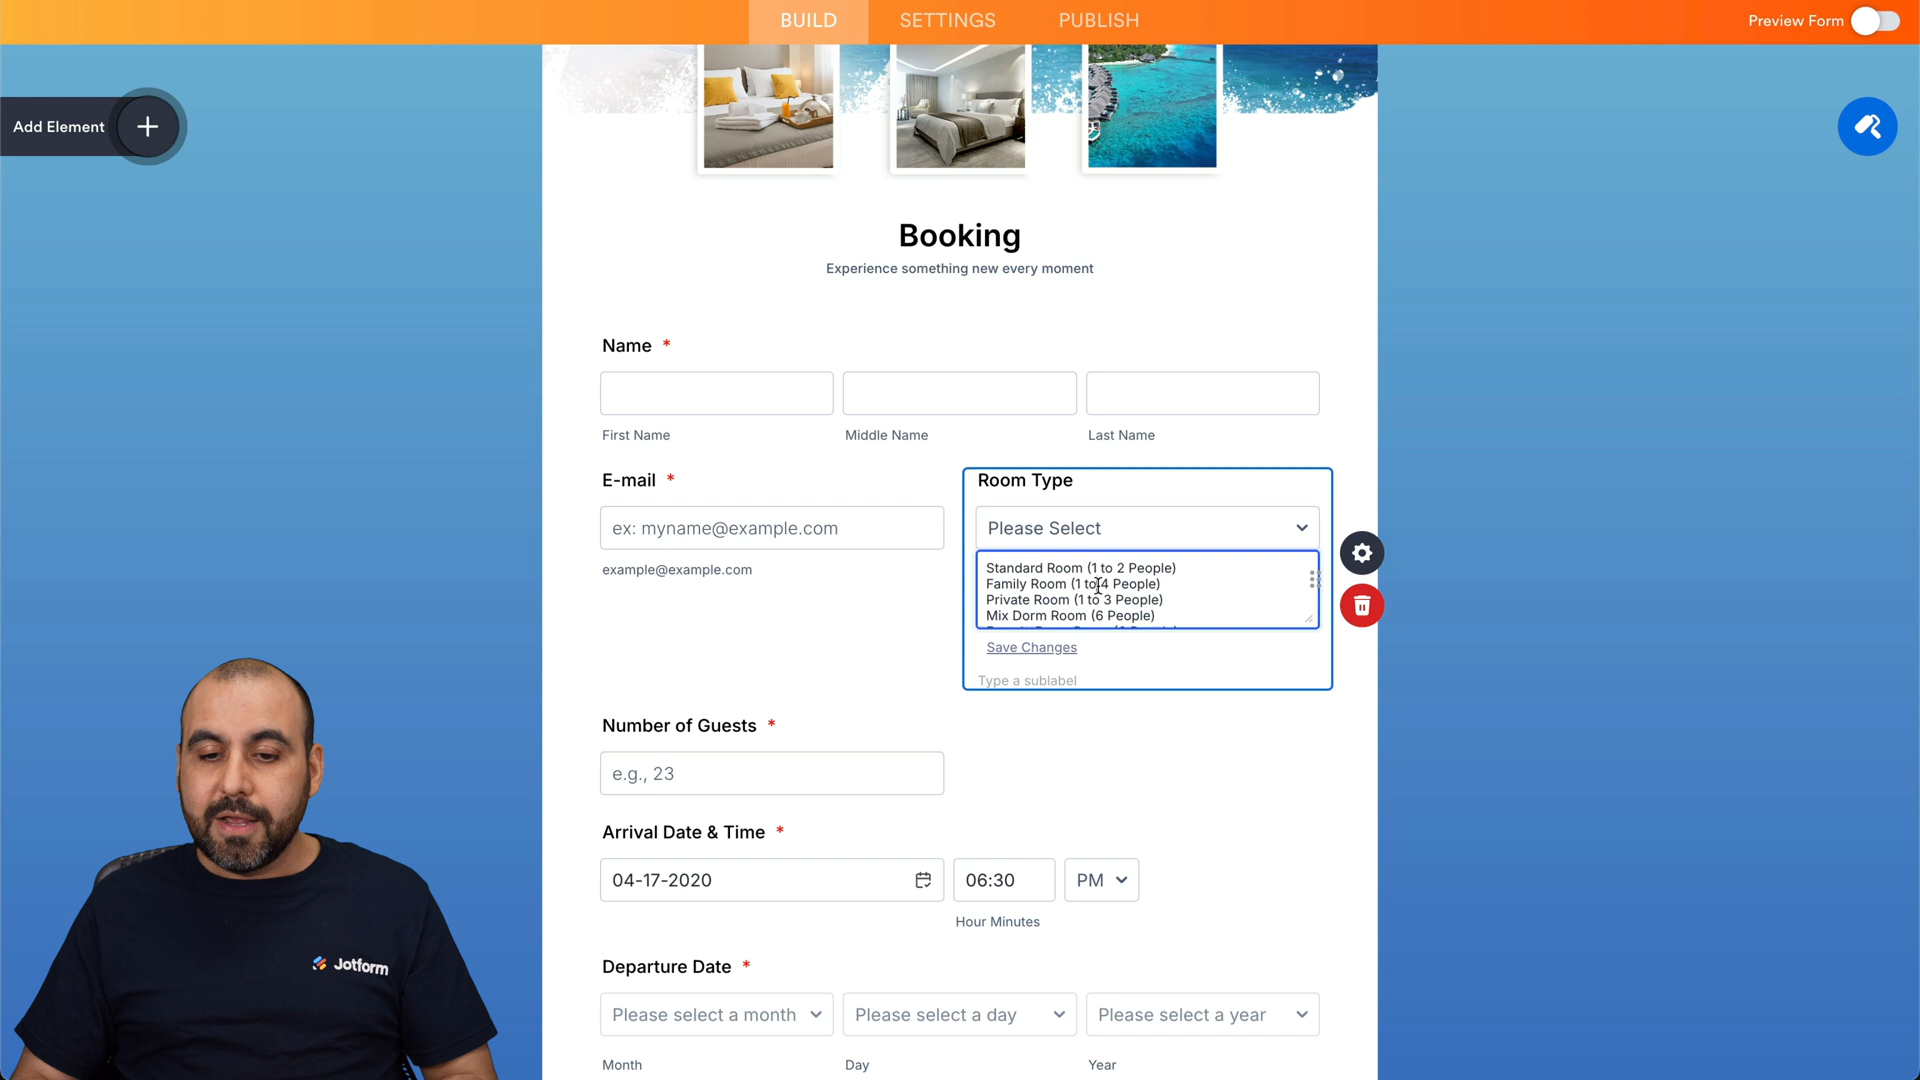 BUILD
SETTINGS
PUBLISH
Preview Form
Add Element
Booking
Experience something new every moment
Name *
First Name
Middle Name
Last Name
E-mail *
ex: myname@example.com
example@example.com
Room Type
Please Select
Standard Room (1 to 2 People)
Family Room (1 to 4 People)
Private Room (1 to 3 People)
Mix Dorm Room (6 People)
Save Changes
Type a sublabel
Number of Guests *
e.g., 23
Arrival Date & Time *
04-17-2020
06:30
PM
Hour Minutes
Departure Date *
Please select a month
Please select a day
Please select a year
Month
Day
Year
Jotform